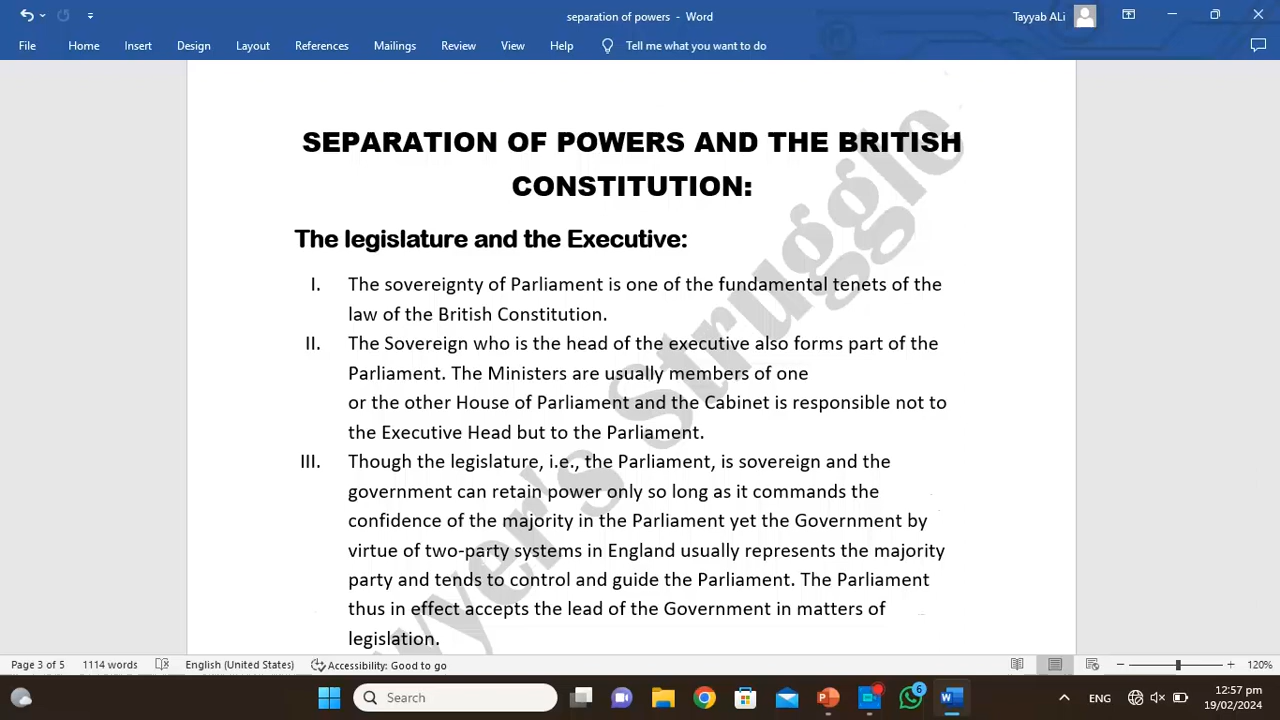 separation of powers - Word
Tayyab ALi
File Home Insert Design Layout References Mailings Review View Help Tell me what you want to do
SEPARATION OF POWERS AND THE BRITISH
CONSTITUTION:
The legislature and the Executive:
I. The sovereignty of Parliament is one of the fundamental tenets of the
law of the British Constitution.
II. The Sovereign who is the head of the executive also forms part of the
Parliament. The Ministers are usually members of one
or the other House of Parliament and the Cabinet is responsible not to
the Executive Head but to the Parliament.
III. Though the legislature, i.e., the Parliament, is sovereign and the
government can retain power only so long as it commands the
confidence of the majority in the Parliament yet the Government by
virtue of two-party systems in England usually represents the majority
party and tends to control and guide the Parliament. The Parliament
thus in effect accepts the lead of the Government in matters of
legislation.
wyer's Struggle
Page 3 of 5 1114 words English (United States) Accessibility: Good to go 120%
Search 6 ENG 12:57 pm
19/02/2024